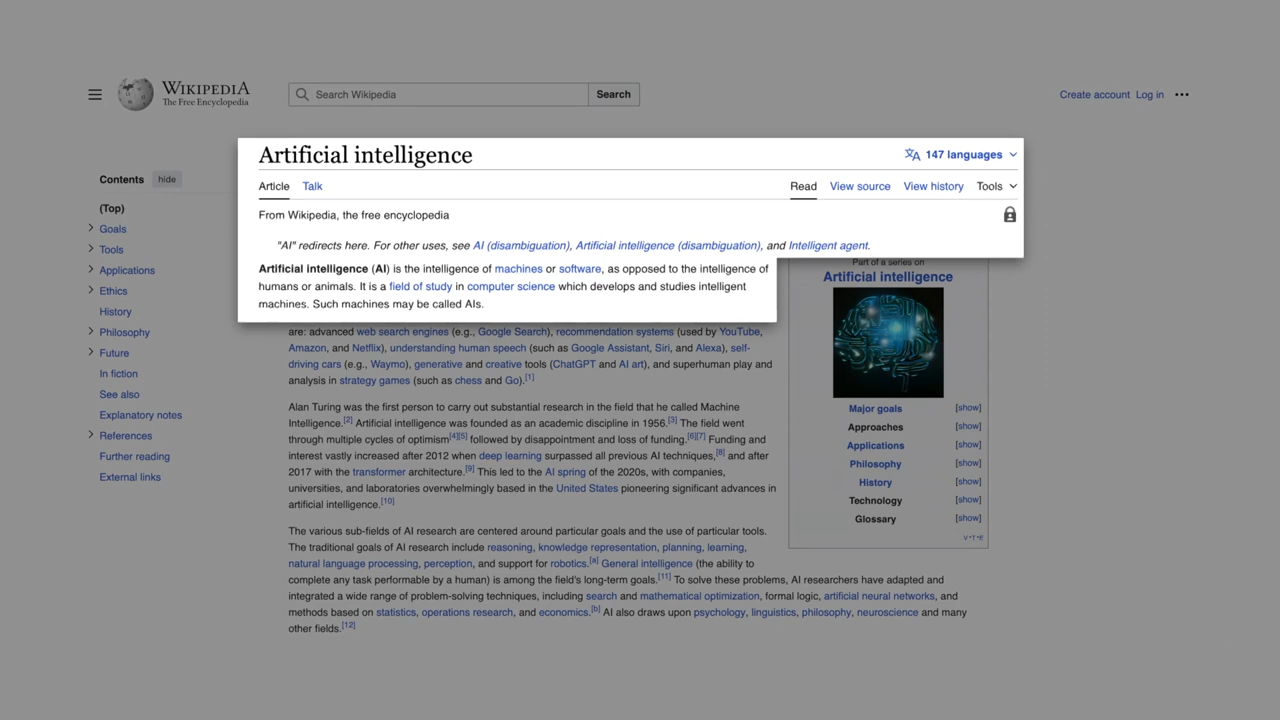 WIKIPEDIA
The Free Encyclopedia
Search Wikipedia
Search
Create account Log in
Artificial intelligence
147 languages
Article Talk
Read View source View history Tools
From Wikipedia, the free encyclopedia
"AI" redirects here. For other uses, see AI (disambiguation), Artificial intelligence (disambiguation), and Intelligent agent.
Artificial intelligence (AI) is the intelligence of machines or software, as opposed to the intelligence of
humans or animals. It is a field of study in computer science which develops and studies intelligent
machines. Such machines may be called AIs.
are: advanced web search engines (e.g., Google Search), recommendation systems (used by YouTube,
Amazon, and Netflix), understanding human speech (such as Google Assistant, Siri, and Alexa), self-
driving cars (e.g., Waymo), generative and creative tools (ChatGPT and AI art), and superhuman play and
analysis in strategy games (such as chess and Go).[1]
Alan Turing was the first person to carry out substantial research in the field that he called Machine
Intelligence.[2] Artificial intelligence was founded as an academic discipline in 1956.[3] The field went
through multiple cycles of optimism[4][5] followed by disappointment and loss of funding.[6][7] Funding and
interest vastly increased after 2012 when deep learning surpassed all previous AI techniques,[8] and after
2017 with the transformer architecture.[9] This led to the AI spring of the 2020s, with companies,
universities, and laboratories overwhelmingly based in the United States pioneering significant advances in
artificial intelligence.[10]
The various sub-fields of AI research are centered around particular goals and the use of particular tools.
The traditional goals of AI research include reasoning, knowledge representation, planning, learning,
natural language processing, perception, and support for robotics.[a] General intelligence (the ability to
complete any task performable by a human) is among the field's long-term goals.[11] To solve these problems, AI researchers have adapted and
integrated a wide range of problem-solving techniques, including search and mathematical optimization, formal logic, artificial neural networks, and
methods based on statistics, operations research, and economics.[b] AI also draws upon psychology, linguistics, philosophy, neuroscience and many
other fields.[12]
Contents hide
(Top)
Goals
Tools
Applications
Ethics
History
Philosophy
Future
In fiction
See also
Explanatory notes
References
Further reading
External links
Part of a series on
Artificial intelligence
Major goals [show]
Approaches [show]
Applications [show]
Philosophy [show]
History [show]
Technology [show]
Glossary [show]
V·T·E